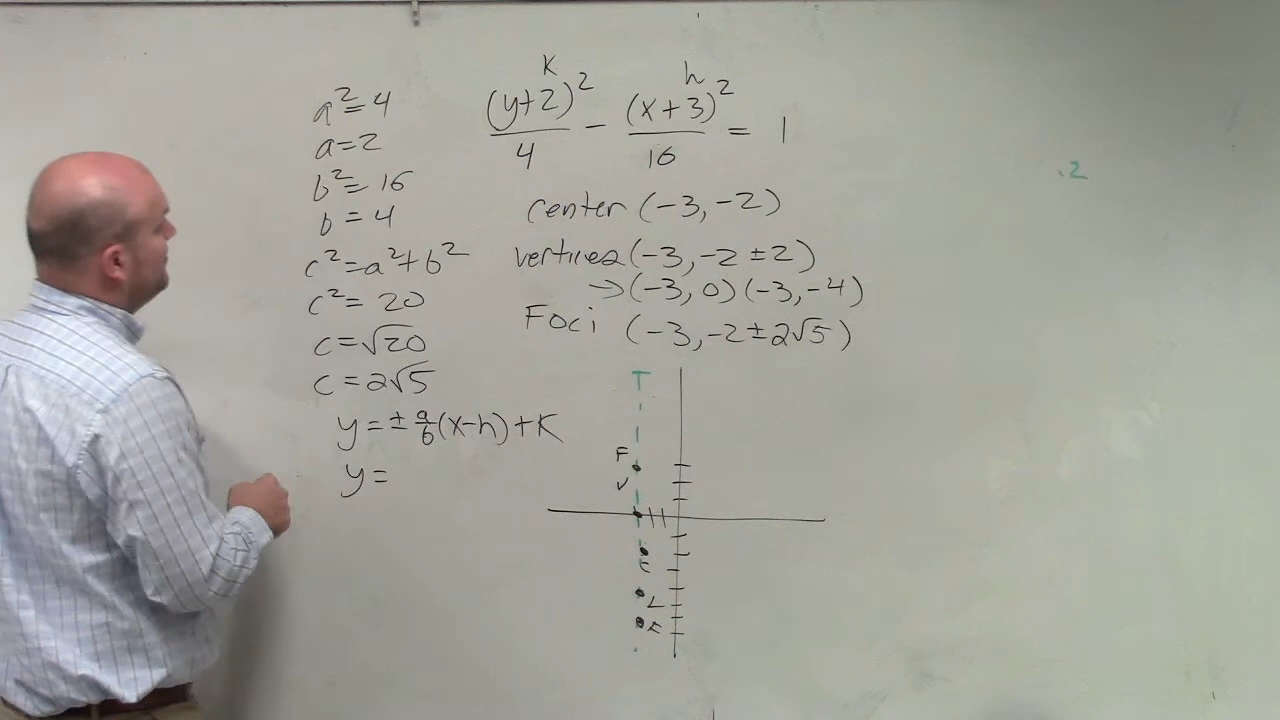 a²=4
a=2
b²=16
b=4
c²=a²+b²
c²=20
c=√20
c=2√5
y=±a/b(x-h)+K
y=
K h
(y+2)²/4 - (x+3)²/16 = 1
center (-3,-2)
vertices (-3,-2±2)
→(-3,0)(-3,-4)
Foci (-3,-2±2√5)
T
F
V
C
F
.2